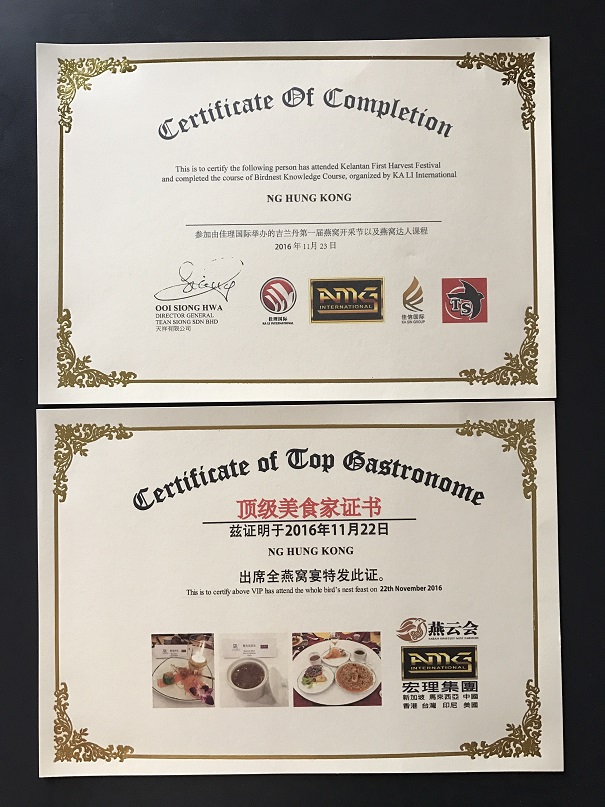 Certificate Of Completion
This is to certify the following person has attended Kelantan First Harvest Festival
and completed the course of Birdnest Knowledge Course, organized by KA LI International
NG HUNG KONG
参加由佳理国际举办的吉兰丹第一届燕窝开采节以及燕窝达人课程
2016 年 11月 23 日
OOI SIONG HWA
DIRECTOR GENERAL
TEAN SIONG SDN BHD
天祥有限公司
佳理国际
KA LI INTERNATIONAL
AMG
INTERNATIONAL
佳信国际
TS
Certificate of Top Gastronome
顶级美食家证书
兹证明于2016年11月22日
NG HUNG KONG
出席全燕窝宴特发此证。
This is to certify above VIP has attend the whole bird's nest feast on 22th November 2016
燕云会
AMG
INTERNATIONAL
宏理集團
新加坡 馬來西亞 中國
香港 台灣 印尼 美國